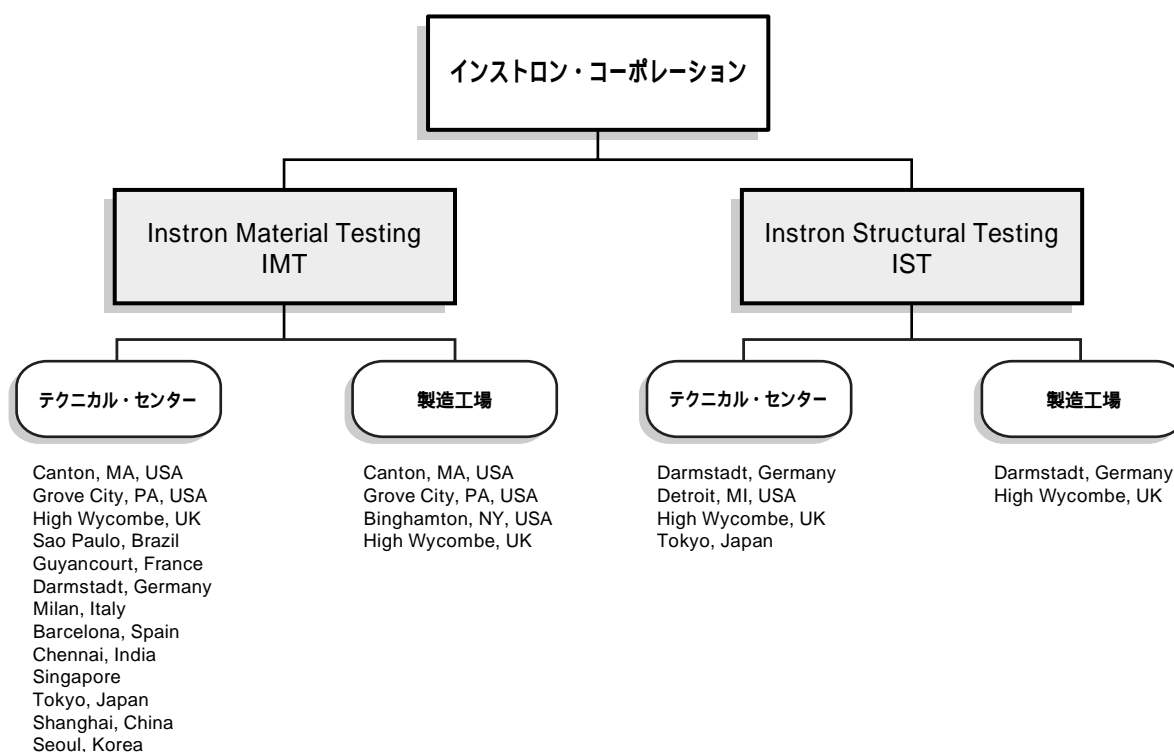 インストロン・コーポレーション
Instron Material Testing
IMT
Instron Structural Testing
IST
テクニカル・センター
製造工場
テクニカル・センター
製造工場
Canton, MA, USA
Grove City, PA, USA
High Wycombe, UK
Sao Paulo, Brazil
Guyancourt, France
Darmstadt, Germany
Milan, Italy
Barcelona, Spain
Chennai, India
Singapore
Tokyo, Japan
Shanghai, China
Seoul, Korea
Canton, MA, USA
Grove City, PA, USA
Binghamton, NY, USA
High Wycombe, UK
Darmstadt, Germany
Detroit, MI, USA
High Wycombe, UK
Tokyo, Japan
Darmstadt, Germany
High Wycombe, UK